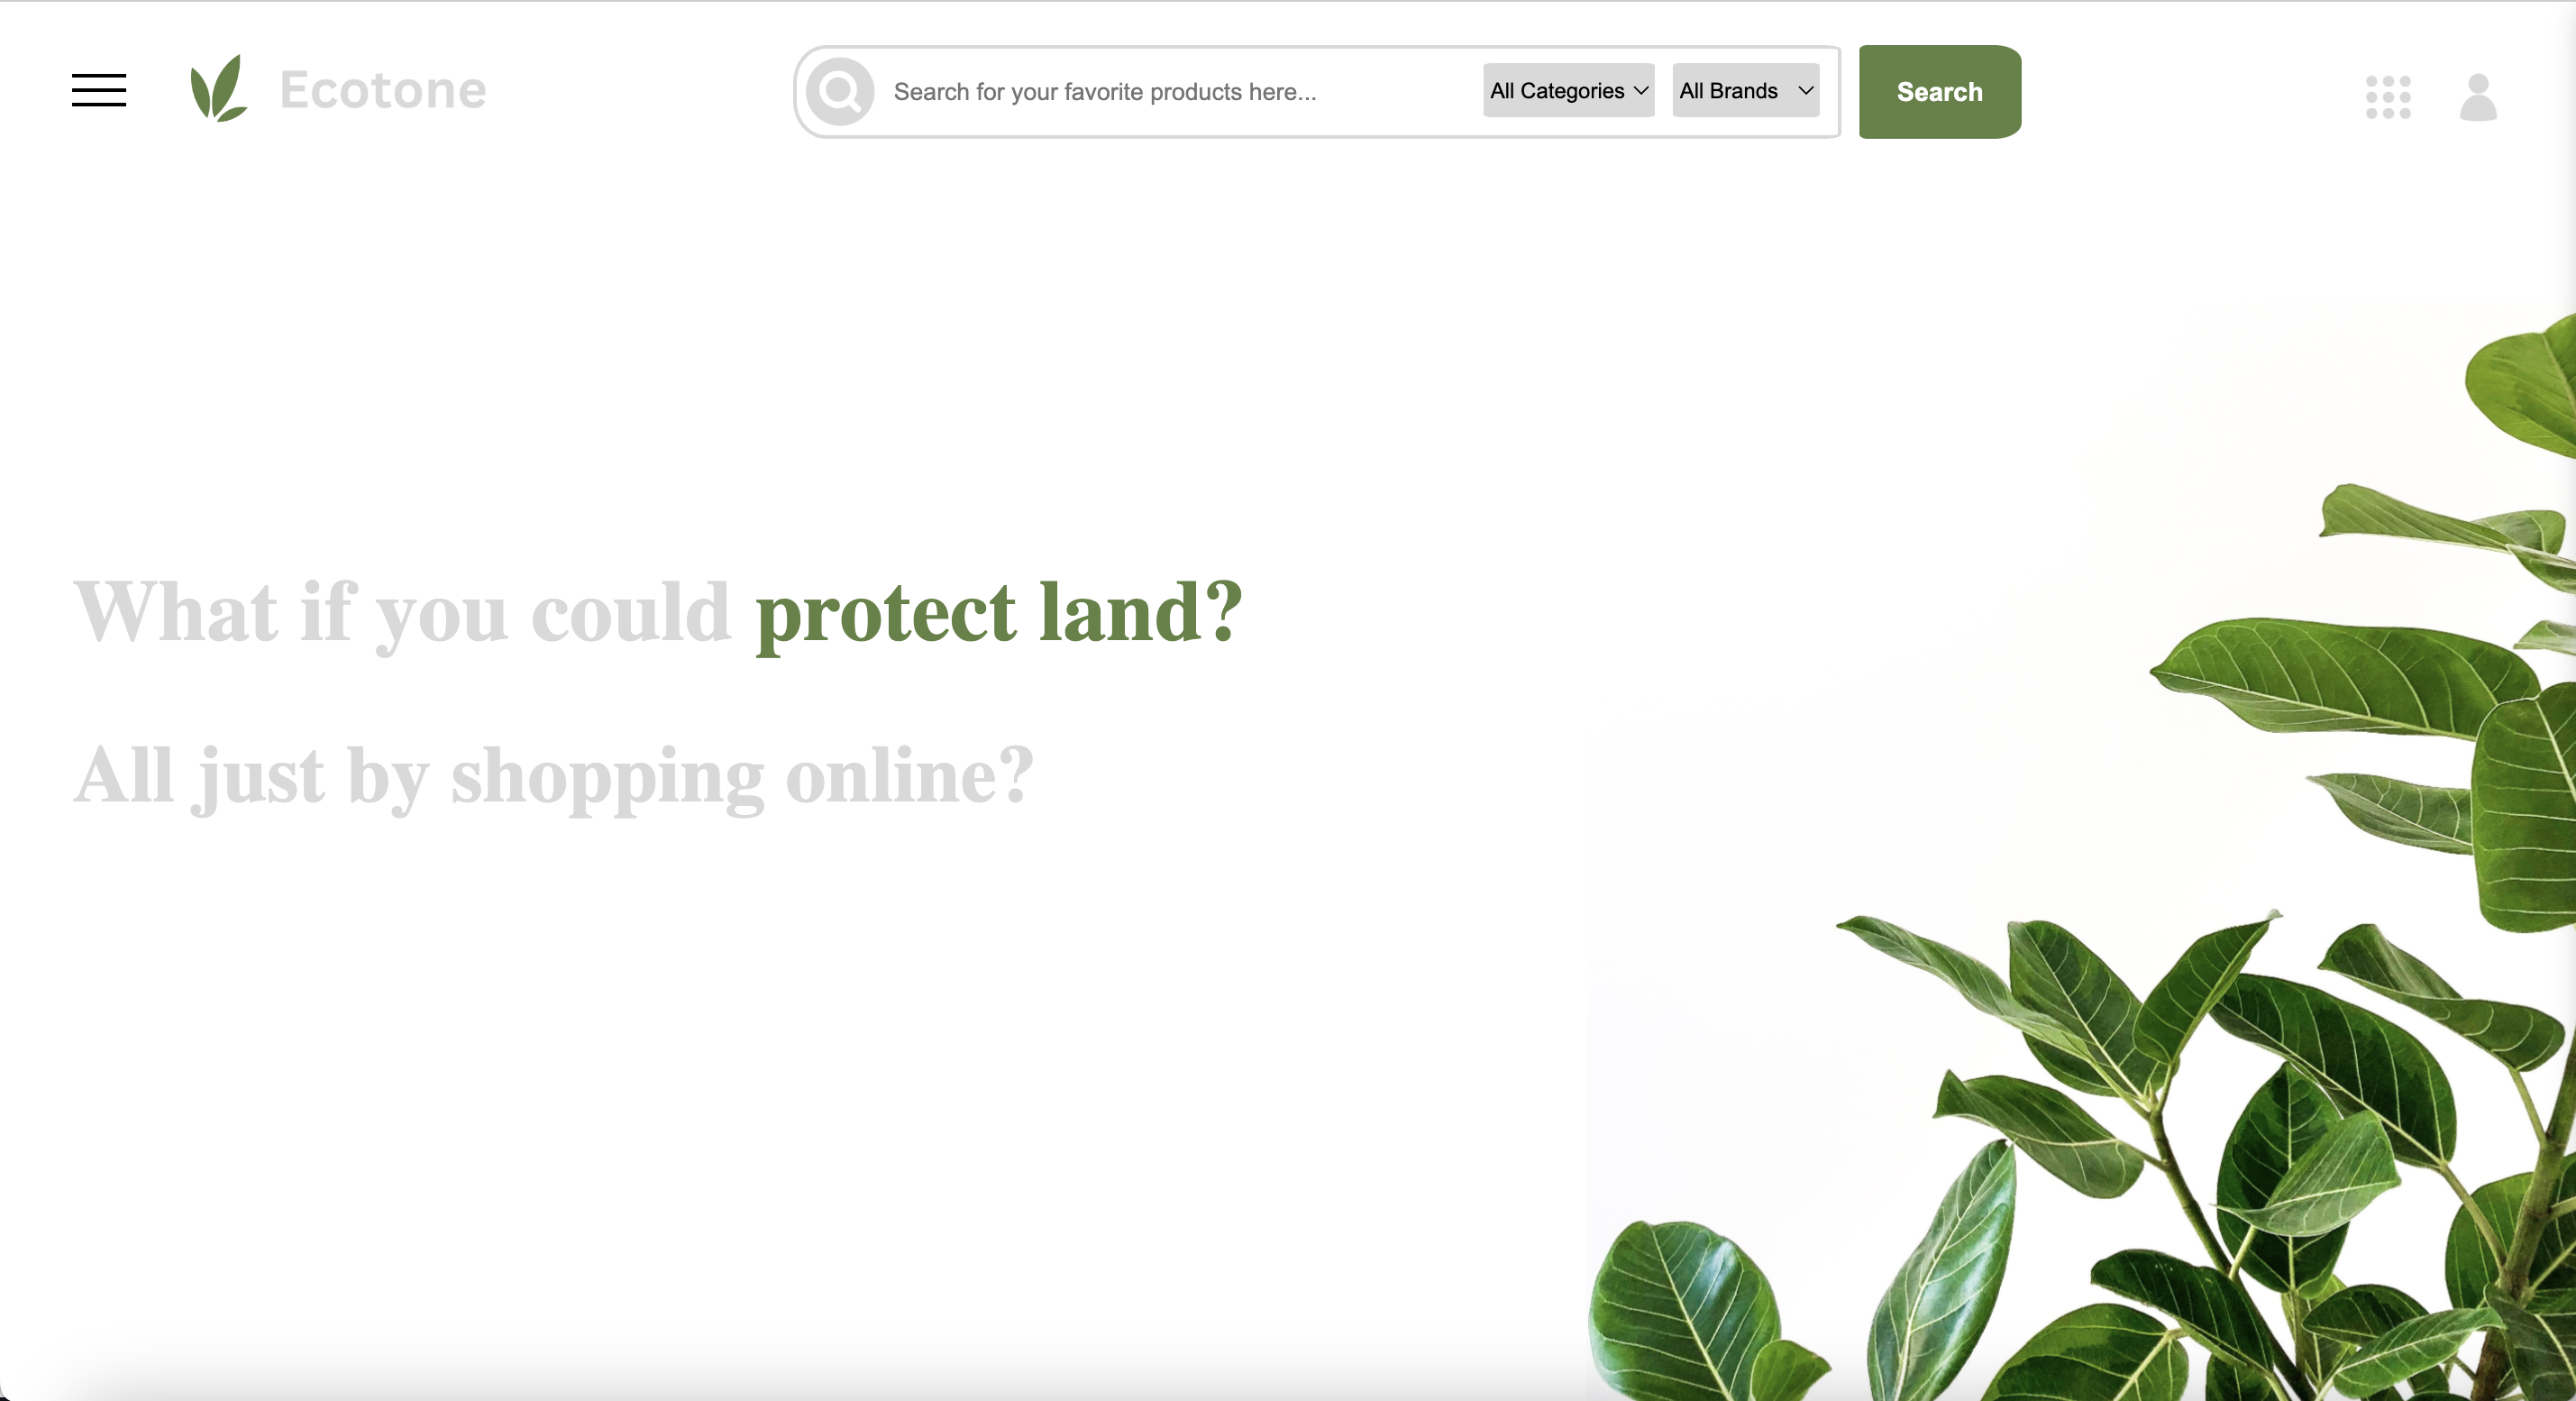 Ecotone
Search for your favorite products here...
All Categories
All Brands
Search
What if you could protect land?
All just by shopping online?